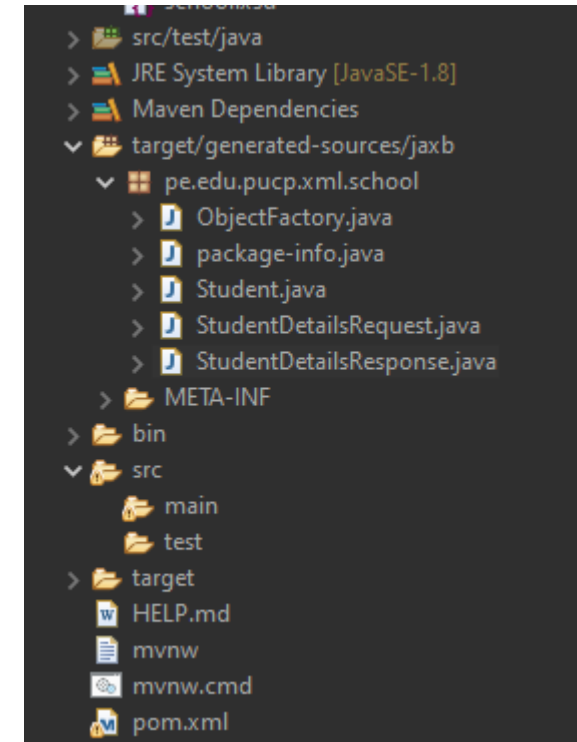 src/test/java
JRE System Library [JavaSE-1.8]
Maven Dependencies
target/generated-sources/jaxb
pe.edu.pucp.xml.school
ObjectFactory.java
package-info.java
Student.java
StudentDetailsRequest.java
StudentDetailsResponse.java
META-INF
bin
src
main
test
target
HELP.md
mvnw
mvnw.cmd
pom.xml